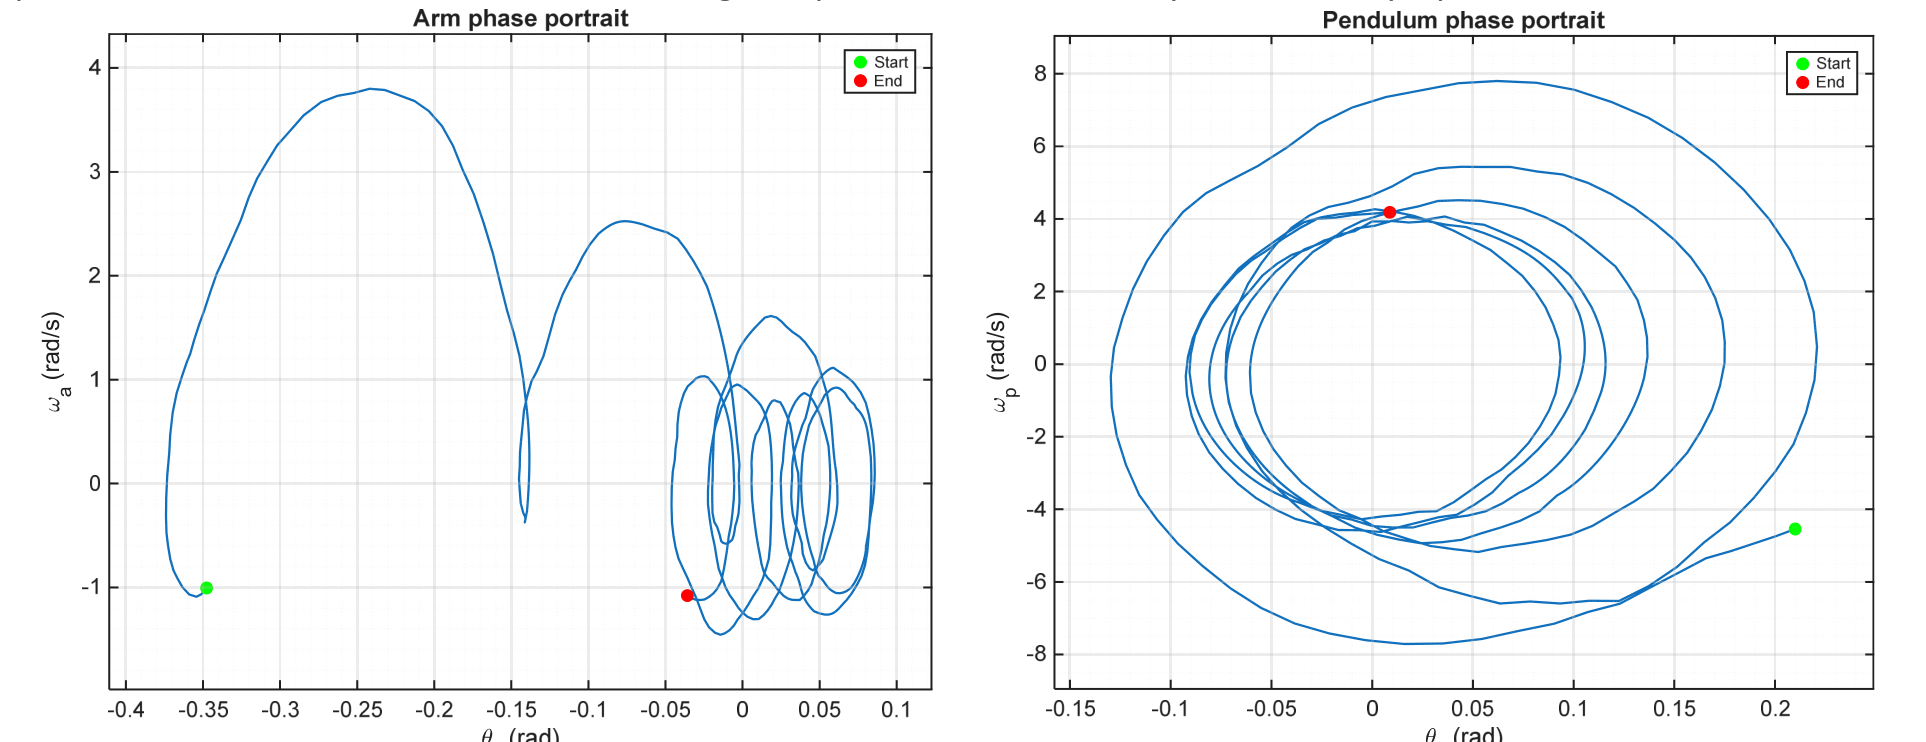 Arm phase portrait
4
3
2
1
0
-1
ω_a (rad/s)
Start
End
-0.4 -0.35 -0.3 -0.25 -0.2 -0.15 -0.1 -0.05 0 0.05 0.1
θ (rad)
Pendulum phase portrait
8
6
4
2
0
-2
-4
-6
-8
ω_p (rad/s)
Start
End
-0.15 -0.1 -0.05 0 0.05 0.1 0.15 0.2
θ (rad)